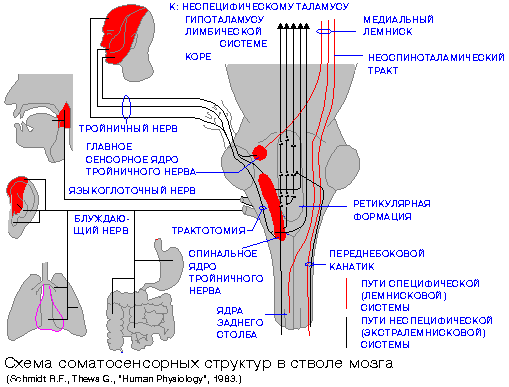 К: НЕСПЕЦИФИЧЕСКОМУ ТАЛАМУСУ
ГИПОТАЛАМУСУ
ЛИМБИЧЕСКОЙ
СИСТЕМЕ
КОРЕ
МЕДИАЛЬНЫЙ
ЛЕМНИСК
НЕОСПИНОТАЛАМИЧЕСКИЙ
ТРАКТ
ТРОЙНИЧНЫЙ НЕРВ
ГЛАВНОЕ
СЕНСОРНОЕ ЯДРО
ТРОЙНИЧНОГО НЕРВА
ЯЗЫКОГЛОТОЧНЫЙ НЕРВ
БЛУЖДАЮ-
ЩИЙ НЕРВ
ТРАКТОТОМИЯ
СПИНАЛЬНОЕ
ЯДРО
ТРОЙНИЧНОГО
НЕРВА
ЯДРА
ЗАДНЕГО
СТОЛБА
РЕТИКУЛЯРНАЯ
ФОРМАЦИЯ
ПЕРЕДНЕБОКОВОЙ
КАНАТИК
ПУТИ СПЕЦИФИЧЕСКОЙ
(ЛЕМНИСКОВОЙ)
СИСТЕМЫ
ПУТИ НЕСПЕЦИФИЧЕСКОЙ
(ЭКСТРАЛЕМНИСКОВОЙ)
СИСТЕМЫ
Схема соматосенсорных структур в стволе мозга
(Schmidt R.F., Thews G., "Human Physiology", 1983.)